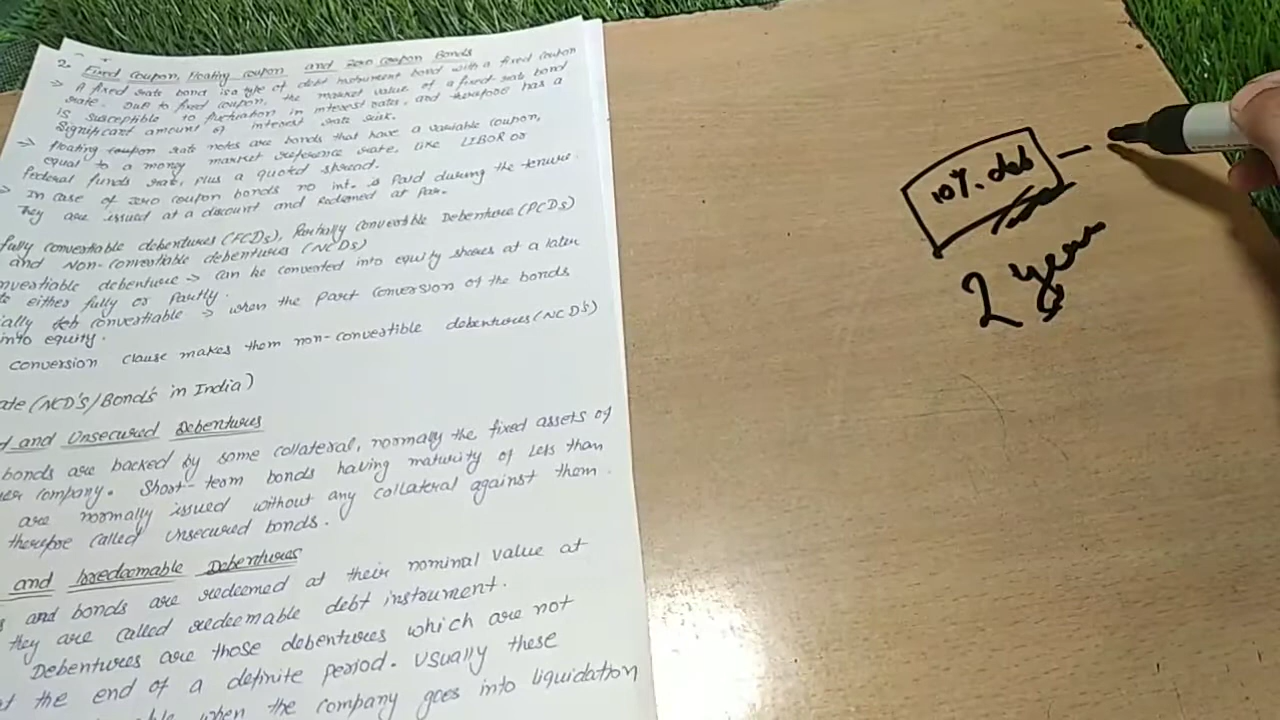 2. Fixed Coupon, Floating coupon and Zero Coupon Bonds
→ A fixed rate bond is a type of debt instrument bond with a fixed coupon
rate. Due to fixed coupon, the market value of a fixed-rate bond
is susceptible to fluctuation in interest rates, and therefore has a
Significant amount of interest rate risk.
→ floating coupon rate notes are bonds that have a variable coupon,
equal to a money market reference rate, like LIBOR or
federal funds rate, plus a quoted spread.
→ In case of zero coupon bonds no int. is Paid during the tenure.
They are issued at a discount and redeemed at Par.
fully convertiable debentures (FCDs), Partially convertible Debenture (PCDs)
and Non-Convertiable debentures (NCDs)
debenture → can be converted into equity shares at a later
either fully or Partly.
deb convertiable → when the Part conversion of the bonds
into equity.
conversion clause makes them non-convertible debentures (NCD's)
(NCD's/Bond's in India)
and Unsecured Debentures
bonds are backed by some collateral, normally the fixed assets of
company. Short-term bonds having maturity of less than
are normally issued without any collateral against them
therefore called Unsecured bonds.
and Irredeemable Debentures
and bonds are redeemed at their nominal value at
they are called redeemable debt instrument.
Debentures are those debentures which are not
the end of a definite period. Usually these
when the company goes into liquidation
10%. deb —
2 year